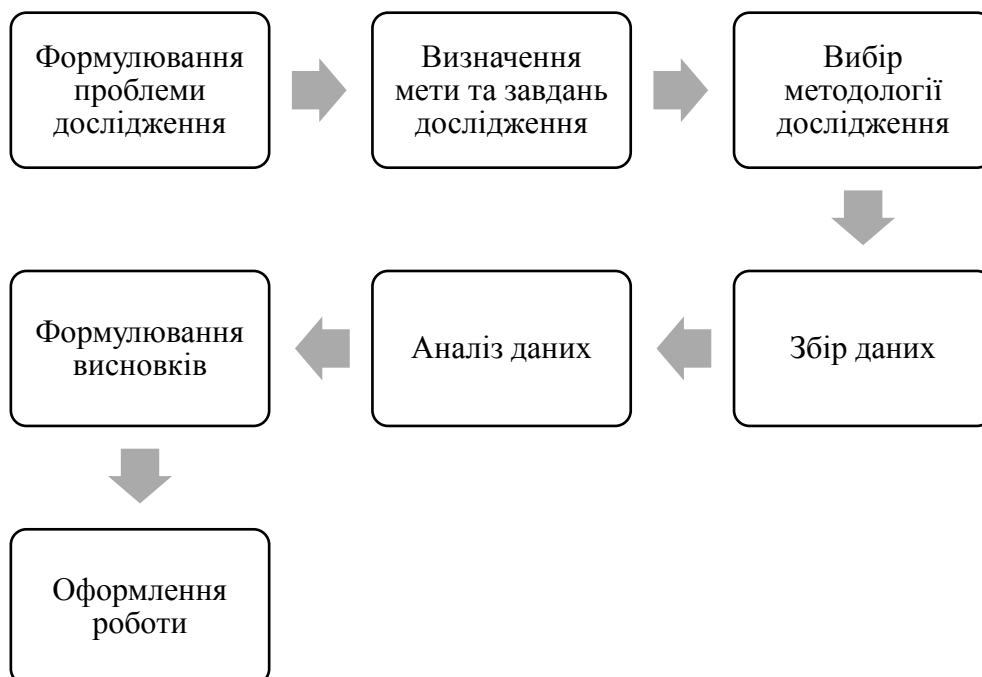 Формулювання
проблеми
дослідження
Визначення
мети та завдань
дослідження
Вибір
методології
дослідження
Збір даних
Аналіз даних
Формулювання
висновків
Оформлення
роботи